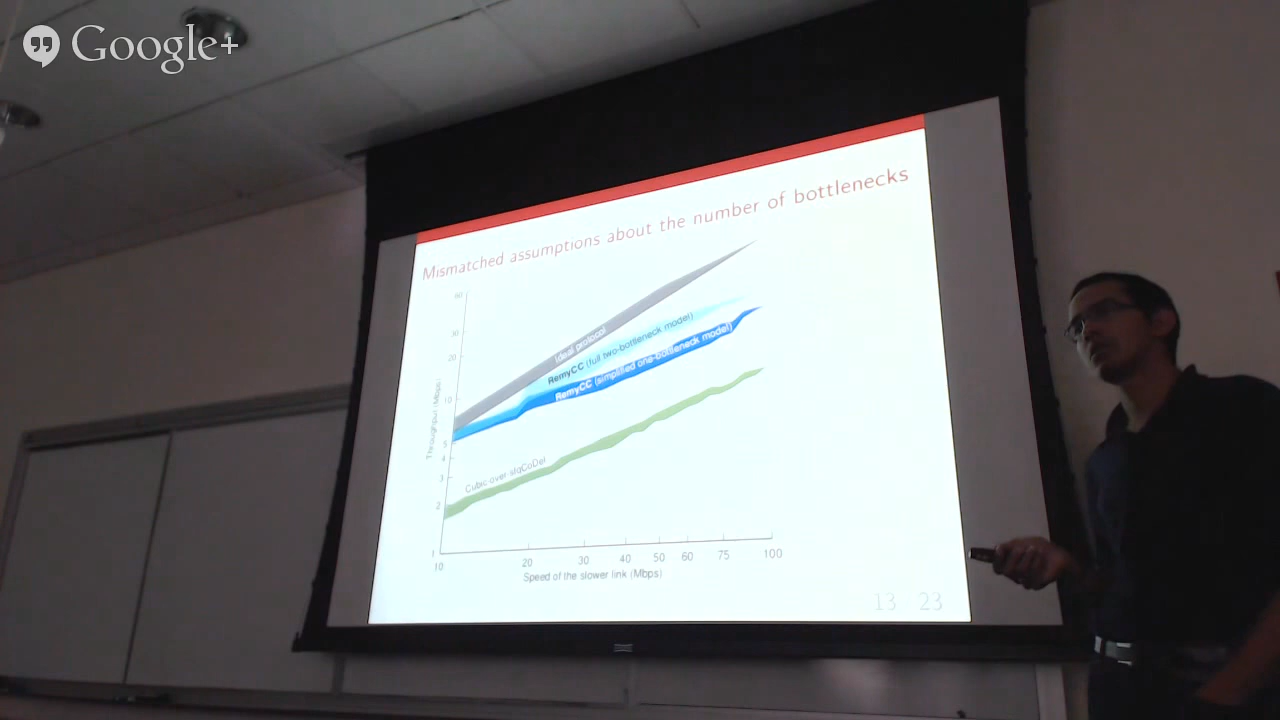 Google+
Mismatched assumptions about the number of bottlenecks
60
30
20
10
5
4
3
2
1
Throughput (Mbps)
Ideal protocol
RemyCC (full two-bottleneck model)
RemyCC (simplified one-bottleneck model)
Cubic-over-sfqCoDel
10 20 30 40 50 60 75 100
Speed of the slower link (Mbps)
13 23